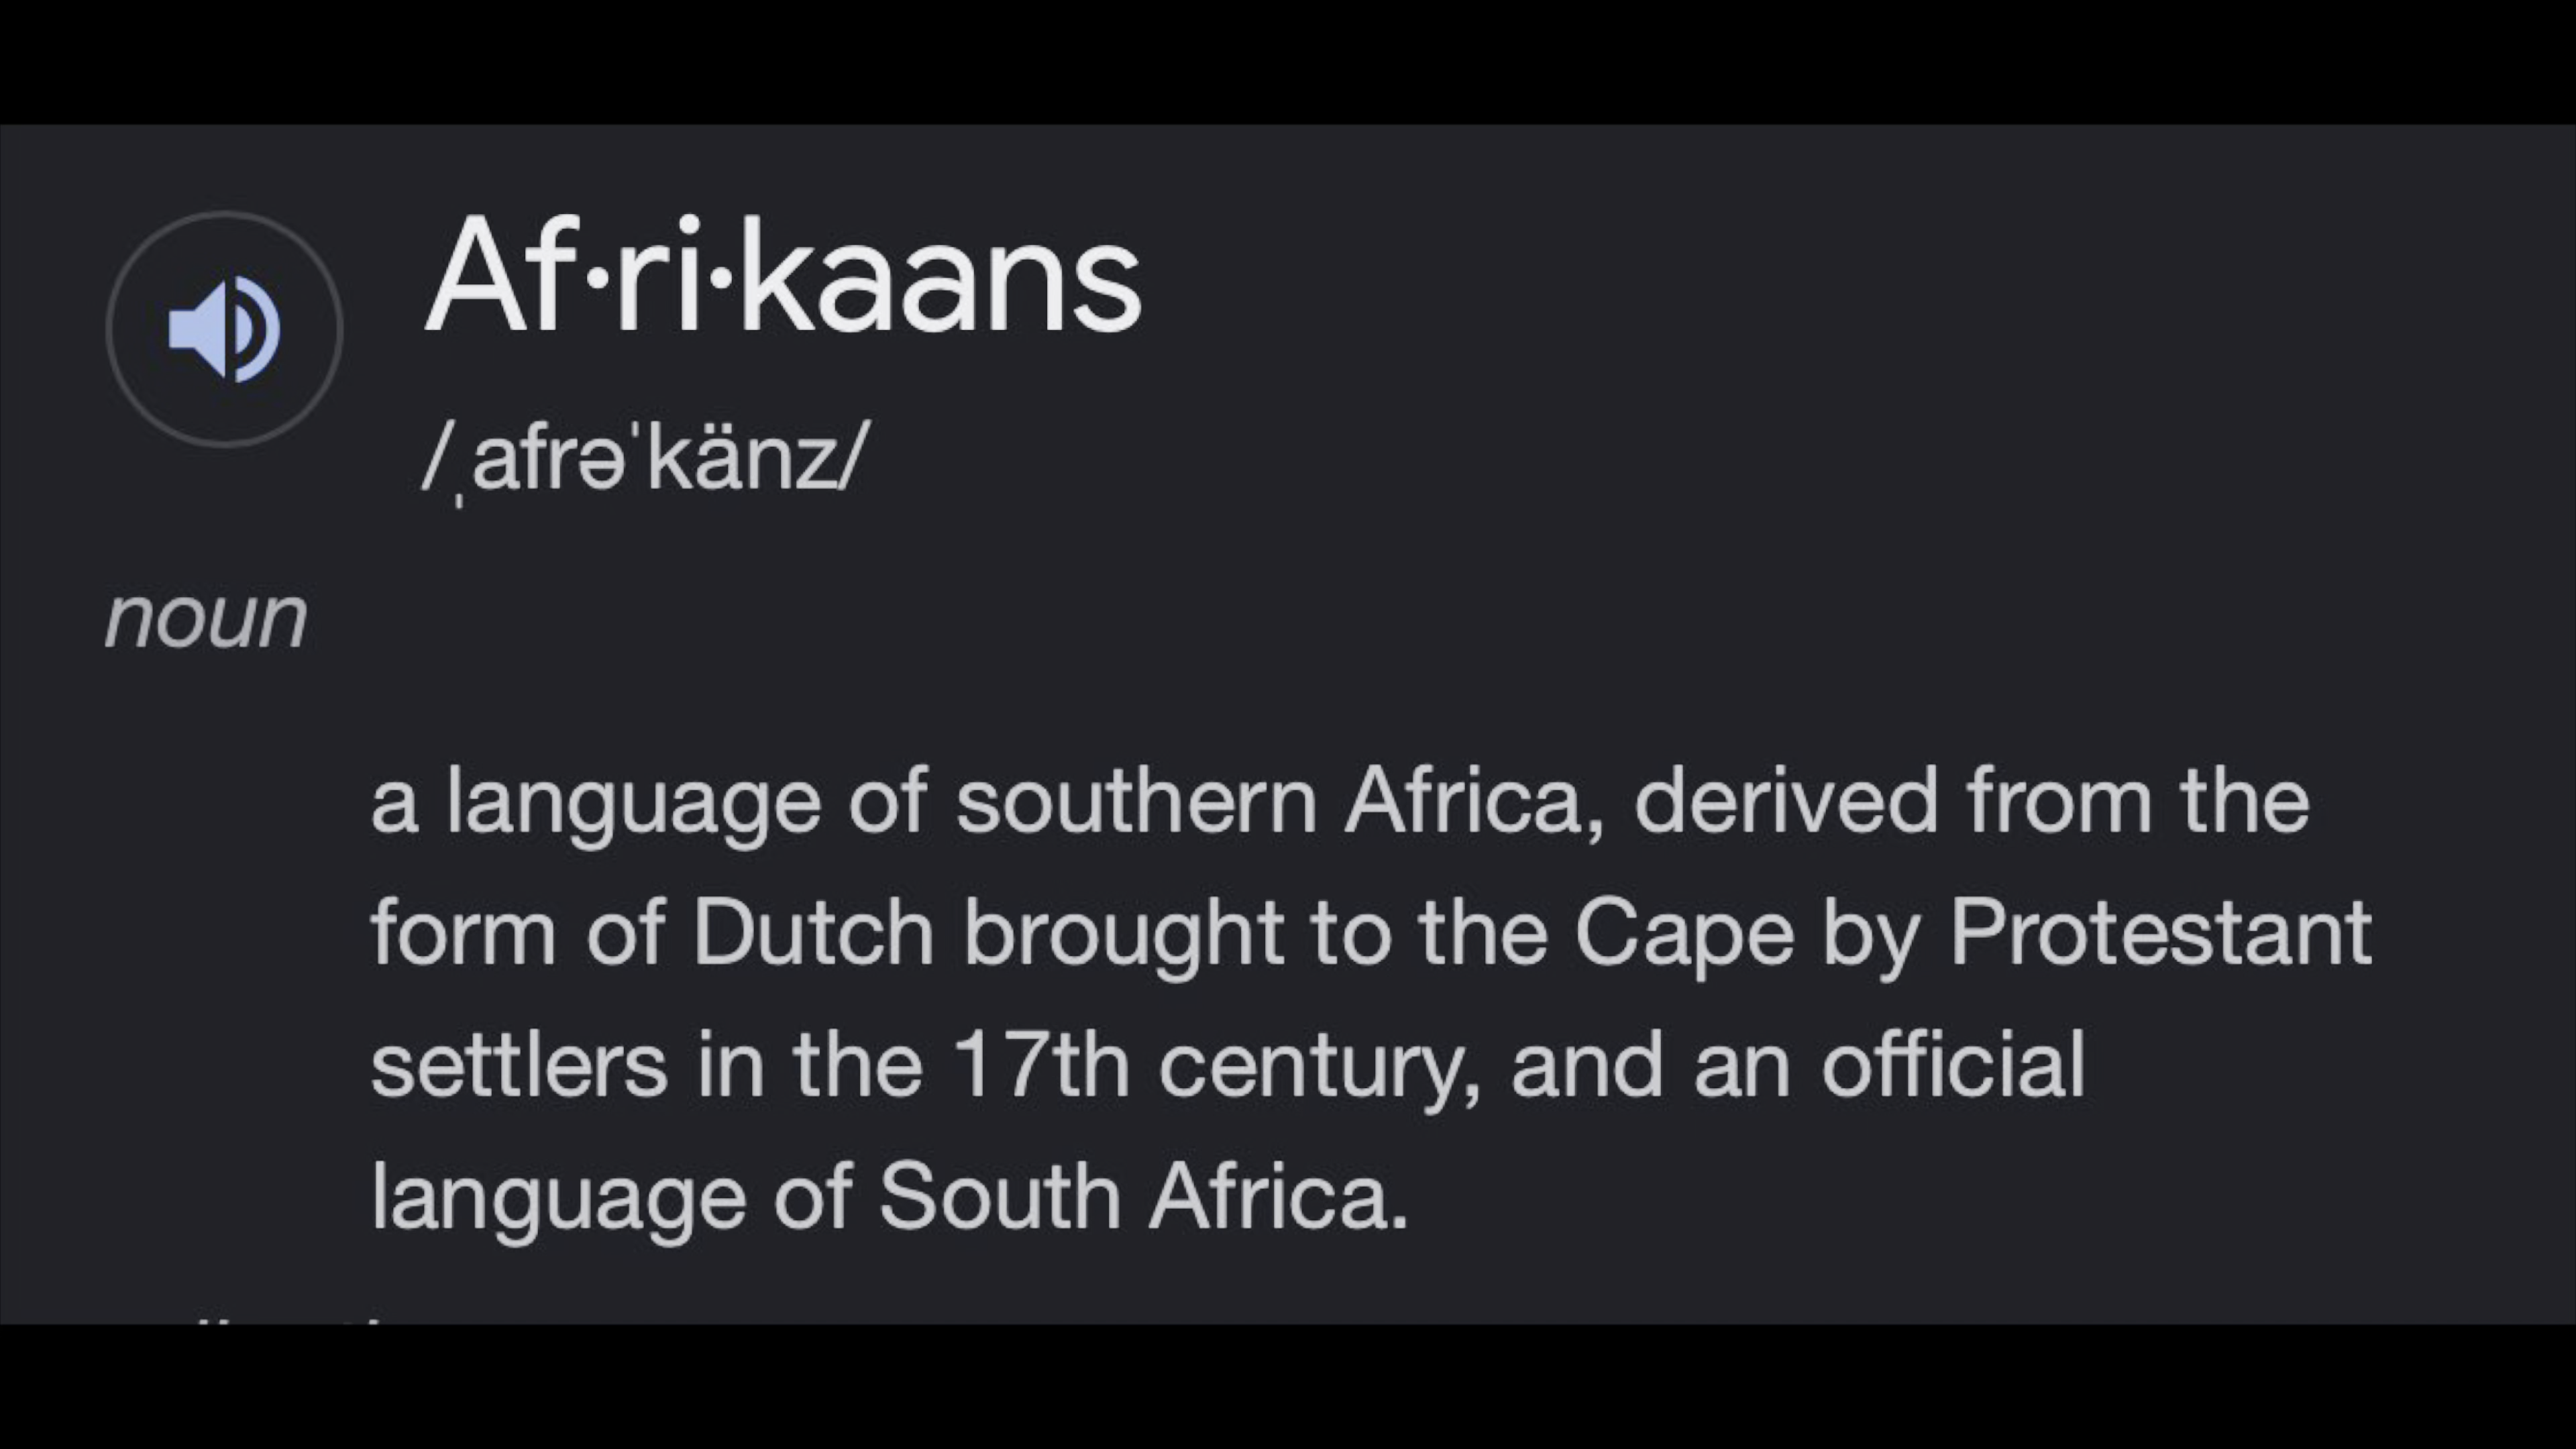 Af·ri·kaans
/ˌafrəˈkänz/
noun
a language of southern Africa, derived from the
form of Dutch brought to the Cape by Protestant
settlers in the 17th century, and an official
language of South Africa.